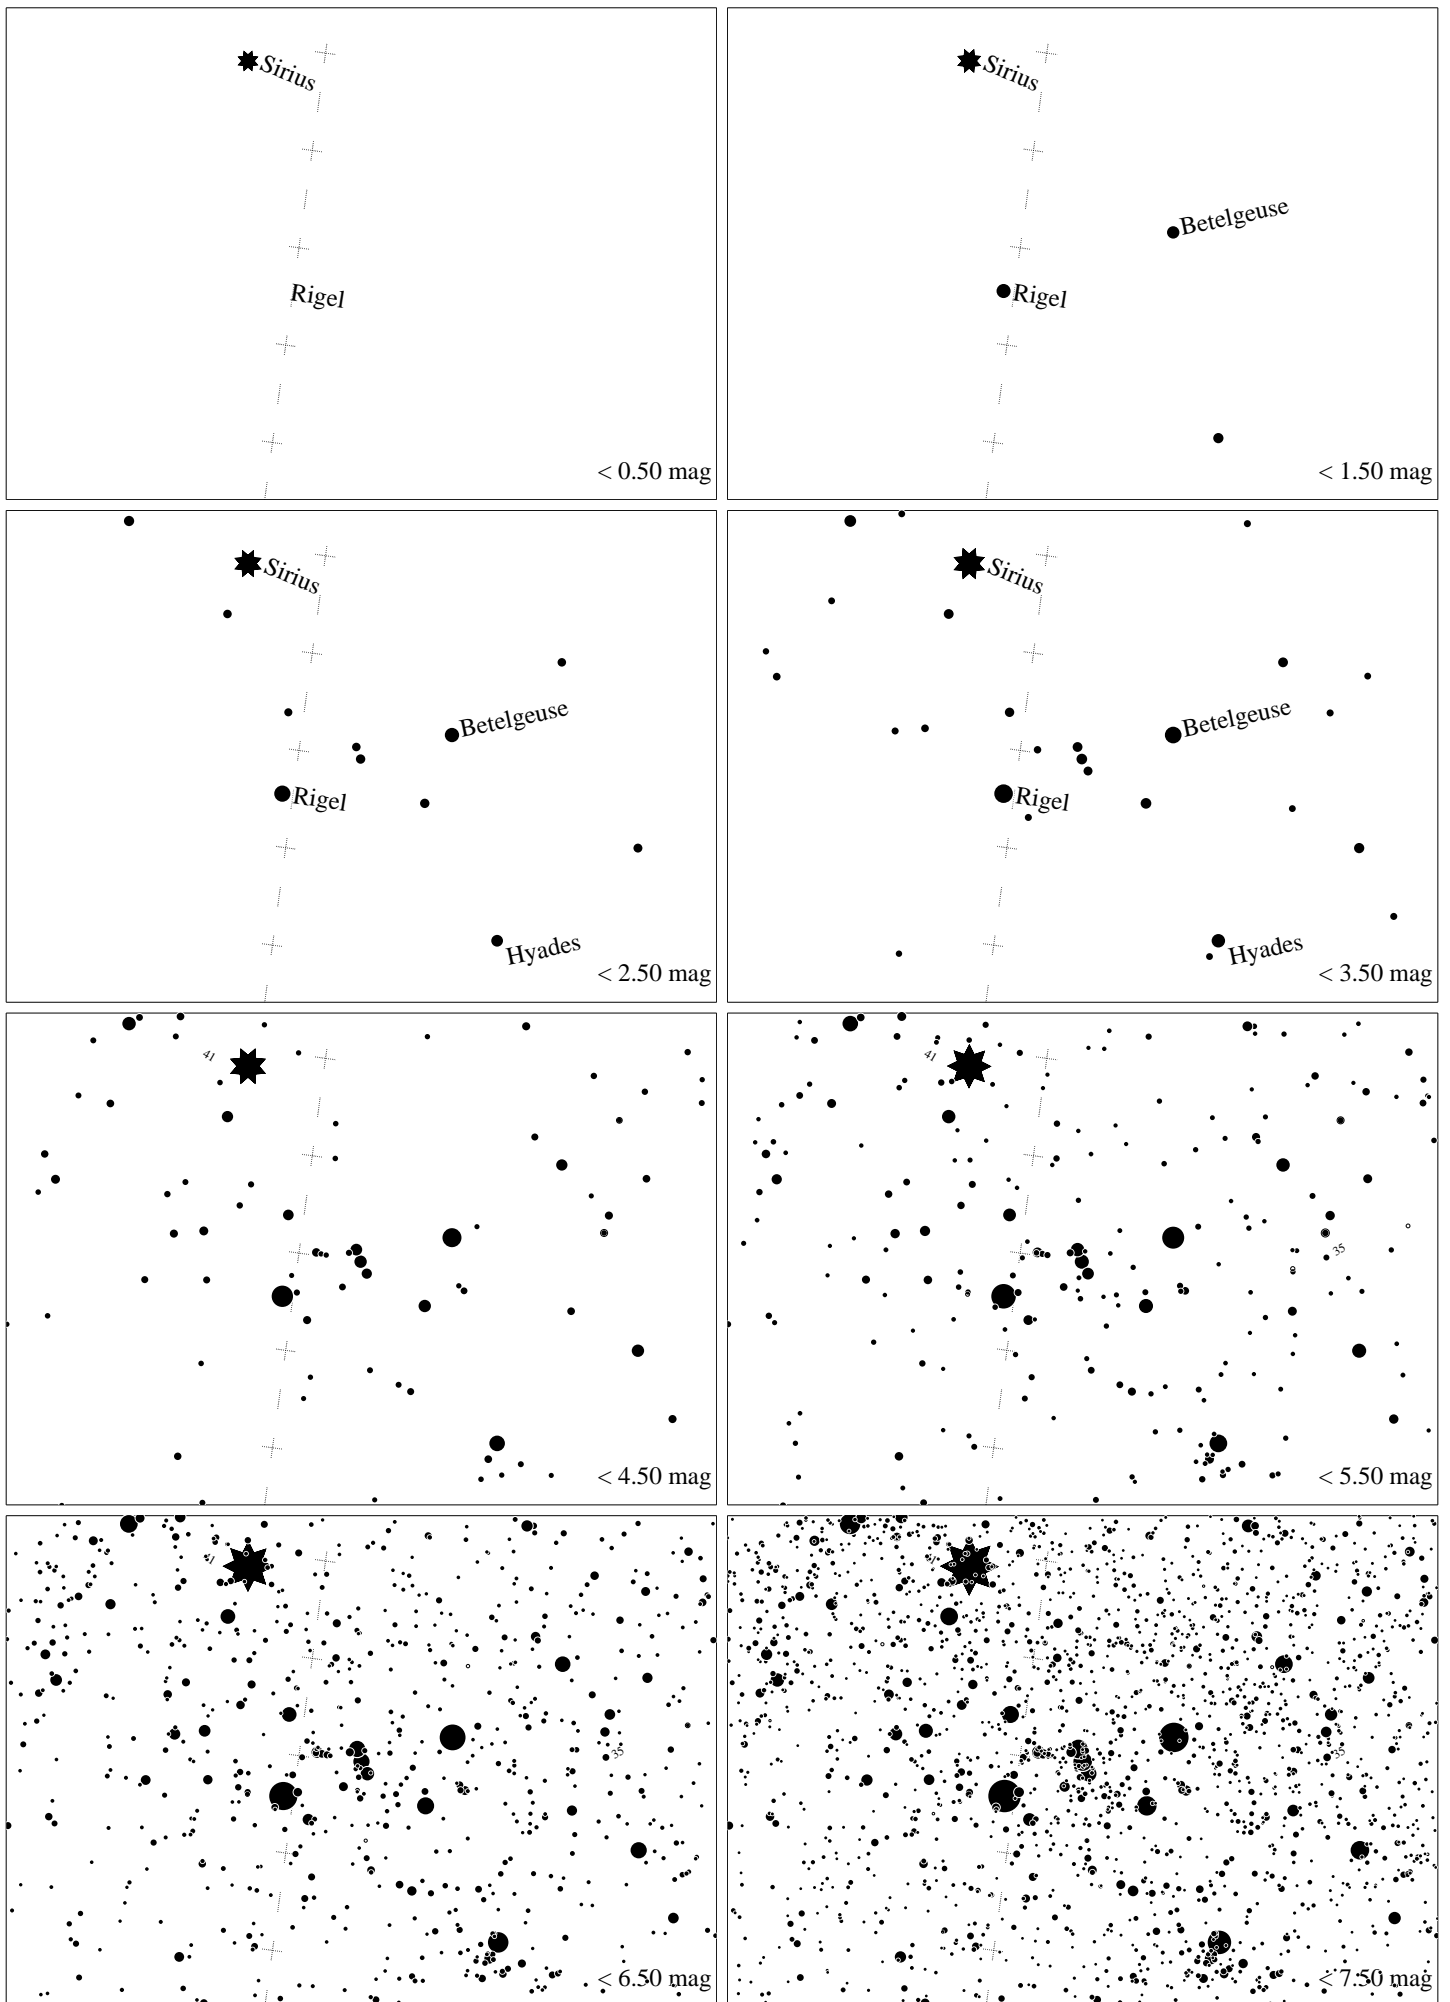 Sirius
Rigel
< 0.50 mag
Sirius
Betelgeuse
Rigel
< 1.50 mag
Sirius
Betelgeuse
Rigel
Hyades
< 2.50 mag
Sirius
Betelgeuse
Rigel
Hyades
< 3.50 mag
41
< 4.50 mag
41
35
< 5.50 mag
41
35
< 6.50 mag
41
35
< 7.50 mag